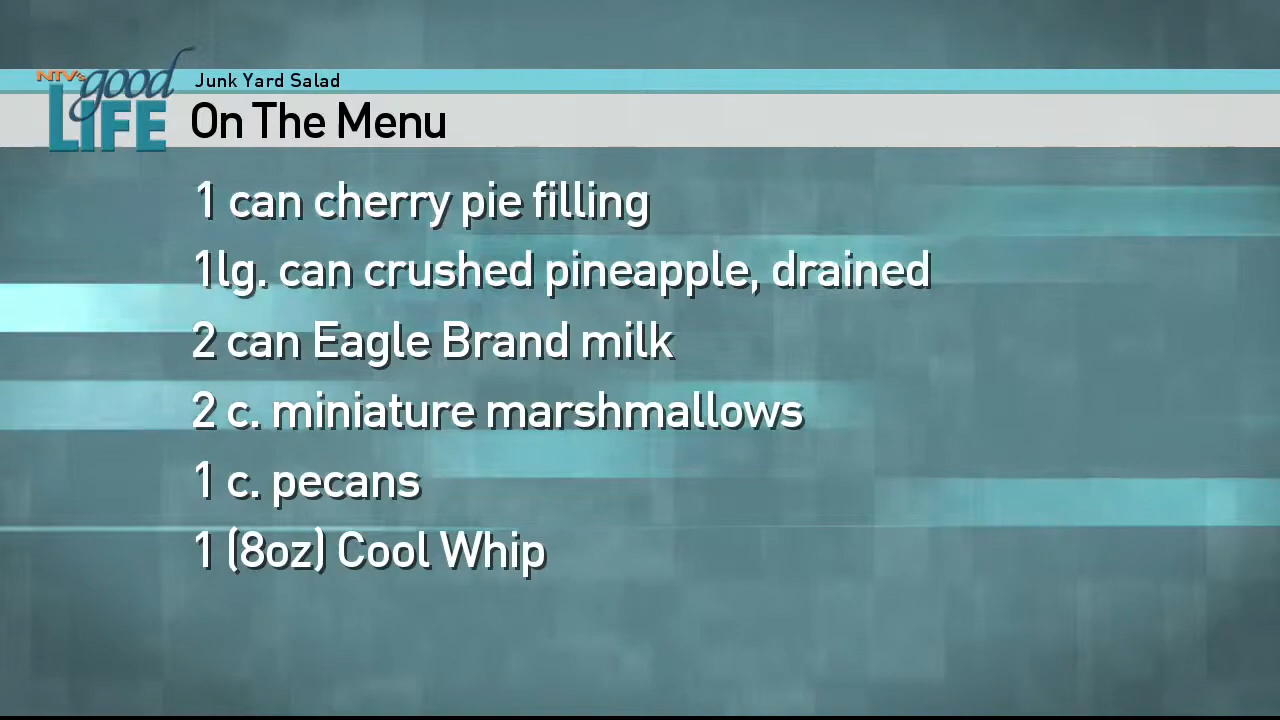 NTV's good
LIFE
Junk Yard Salad
On The Menu
1 can cherry pie filling
1lg. can crushed pineapple, drained
2 can Eagle Brand milk
2 c. miniature marshmallows
1 c. pecans
1 (8oz) Cool Whip